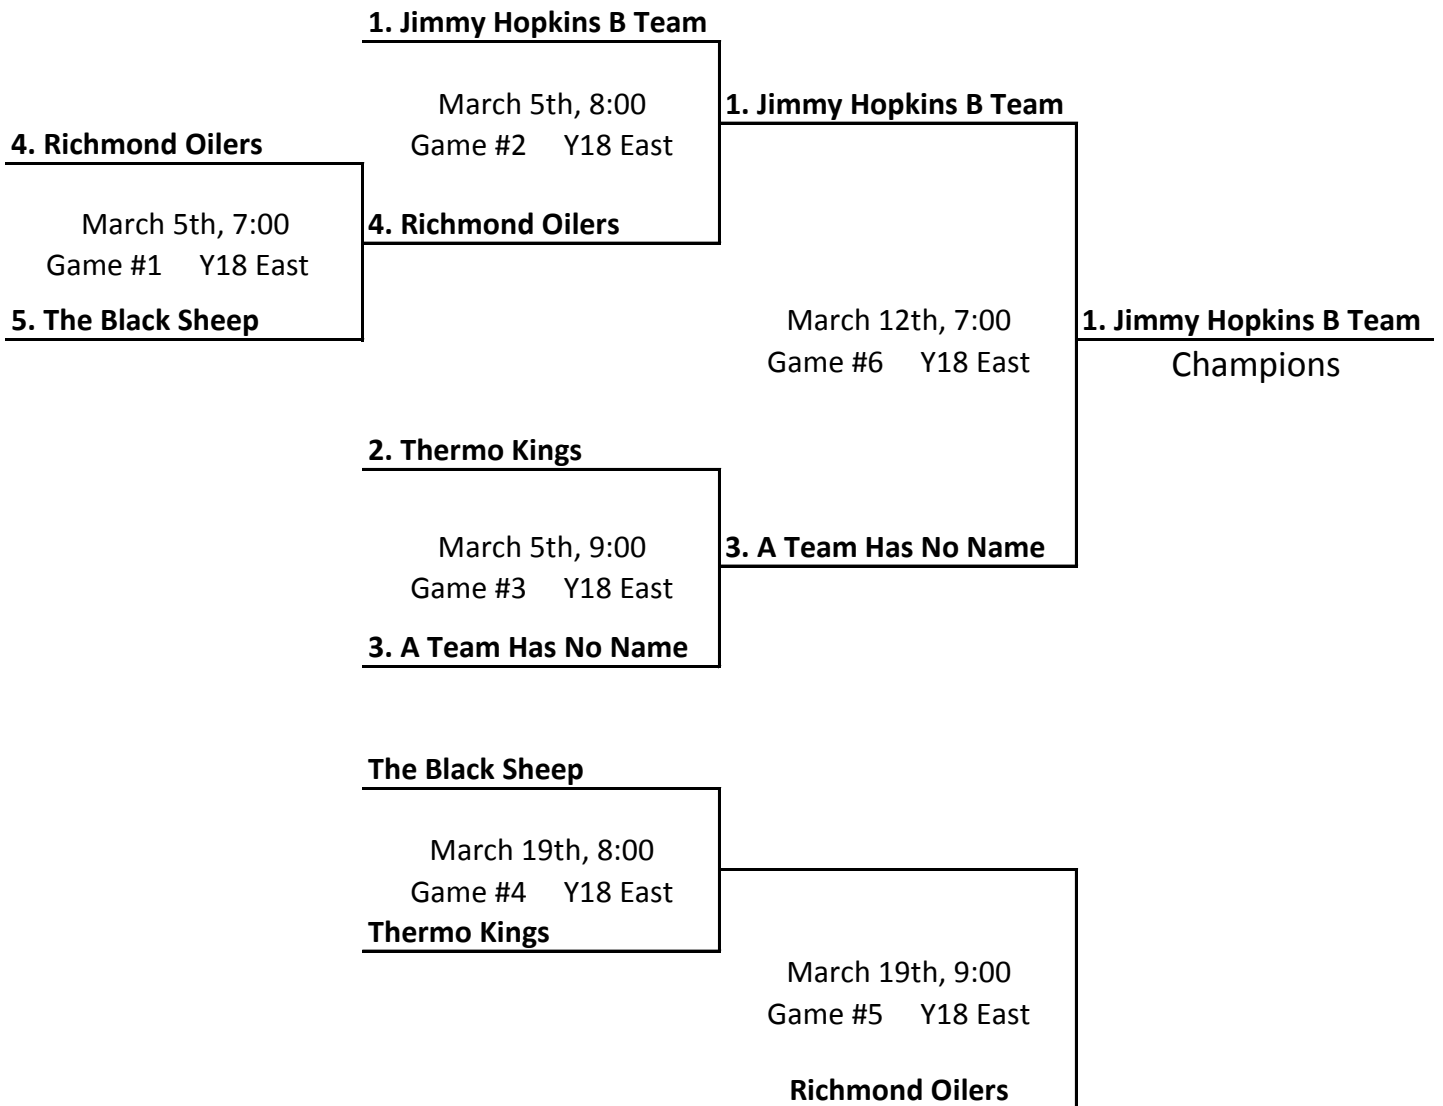 1. Jimmy Hopkins B Team
March 5th, 8:00
1. Jimmy Hopkins B Team
4. Richmond Oilers
Game #2 Y18 East
March 5th, 7:00
4. Richmond Oilers
Game #1 Y18 East
5. The Black Sheep
March 12th, 7:00
1. Jimmy Hopkins B Team
Game #6 Y18 East
Champions
2. Thermo Kings
March 5th, 9:00
3. A Team Has No Name
Game #3 Y18 East
3. A Team Has No Name
The Black Sheep
March 19th, 8:00
Game #4 Y18 East
Thermo Kings
March 19th, 9:00
Game #5 Y18 East
Richmond Oilers